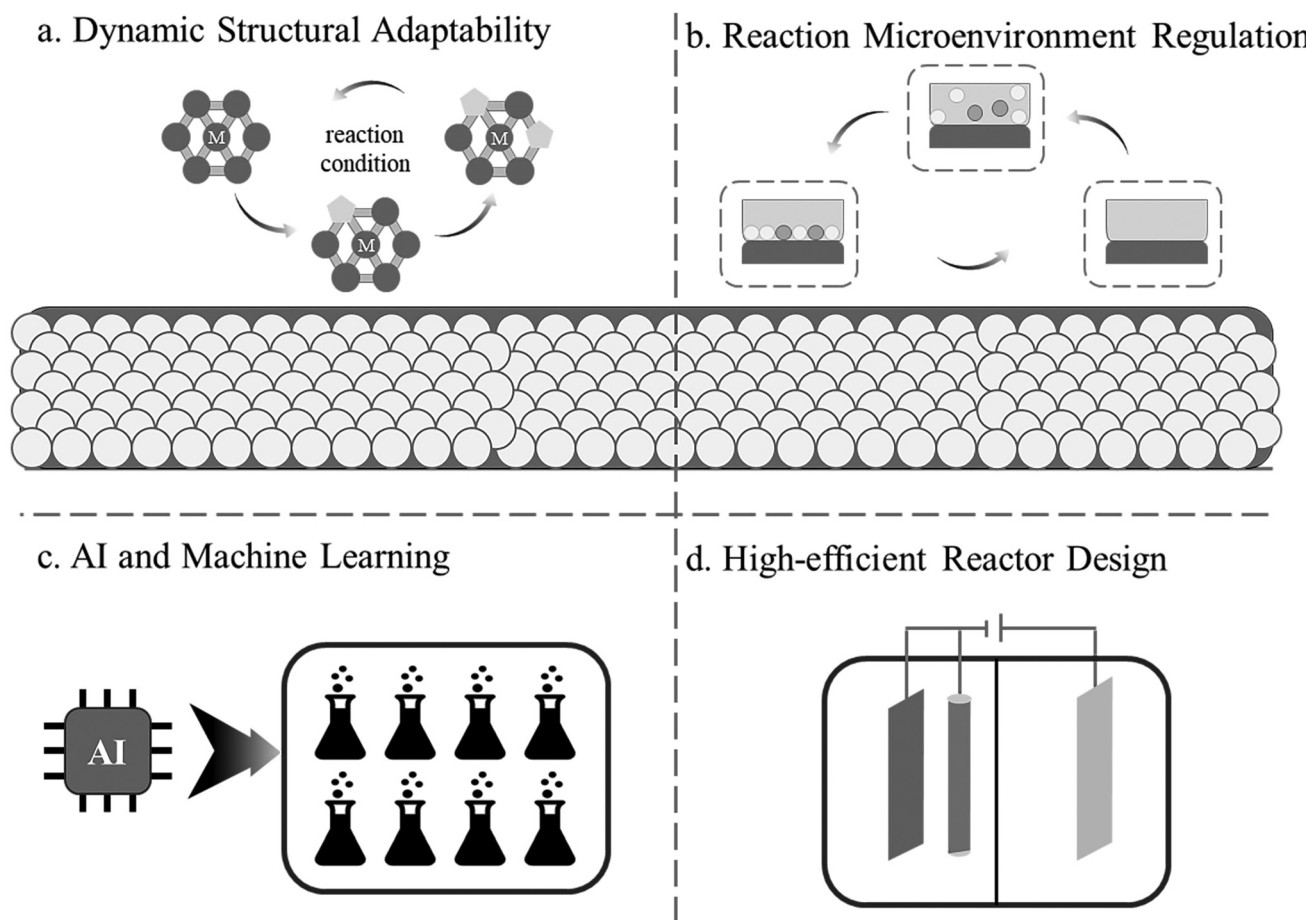 a. Dynamic Structural Adaptability
M
reaction
condition
M
M
b. Reaction Microenvironment Regulation
c. AI and Machine Learning
AI
d. High-efficient Reactor Design